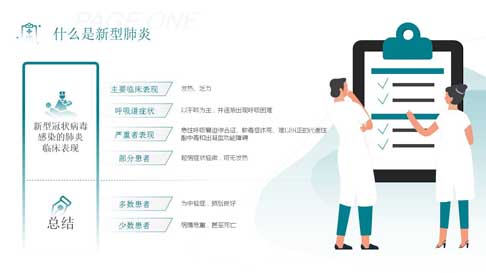 PAGE ONE
什么是新型肺炎
新型冠状病毒
感染的肺炎
临床表现
主要临床表现
发热、乏力
呼吸道症状
以干咳为主，并逐渐出现呼吸困难
严重者表现
急性呼吸窘迫综合征、脓毒症休克、难以纠正的代谢性
酸中毒和出凝血功能障碍
部分患者
起病症状轻微，可无发热
总结
多数患者
为中轻症，预后良好
少数患者
病情危重，甚至死亡